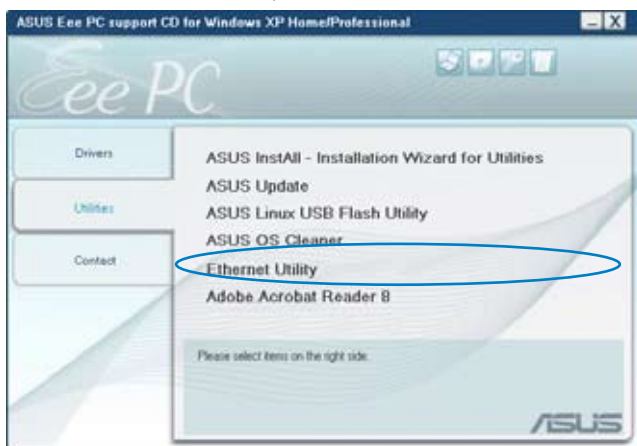 ASUS Eee PC support CD for Windows XP Home/Professional
Eee PC
Drivers
Utilities
Contact
ASUS InstAll - Installation Wizard for Utilities
ASUS Update
ASUS Linux USB Flash Utility
ASUS OS Cleaner
Ethernet Utility
Adobe Acrobat Reader 8
Please select items on the right side.
ASUS